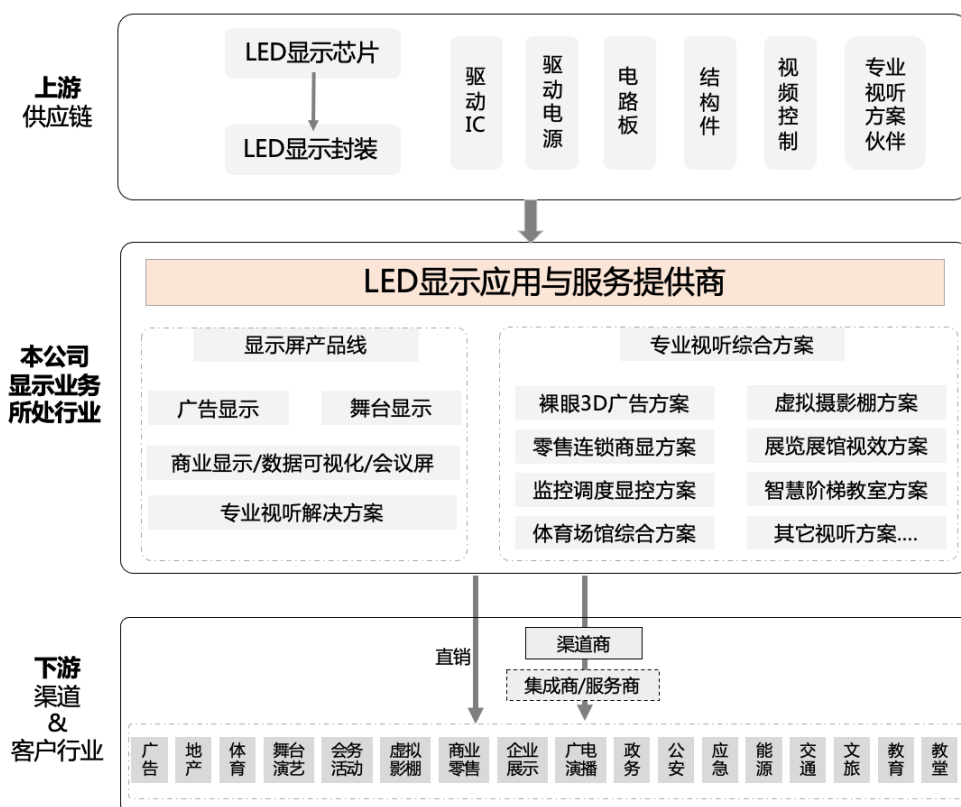 上游
供应链
LED显示芯片
LED显示封装
驱动IC
驱动电源
电路板
结构件
视频控制
专业
视听
方案
伙伴
本公司
显示业务
所处行业
LED显示应用与服务提供商
显示屏产品线
广告显示
舞台显示
商业显示/数据可视化/会议屏
专业视听解决方案
专业视听综合方案
裸眼3D广告方案
虚拟摄影棚方案
零售连锁商显方案
展览展馆视效方案
监控调度显控方案
智慧阶梯教室方案
体育场馆综合方案
其它视听方案....
下游
渠道
&
客户行业
直销
渠道商
集成商/服务商
广告
地产
体育
舞台
演艺
会务
活动
虚拟
影棚
商业
零售
企业
展示
广电
演播
政务
公安
应急
能源
交通
文旅
教育
教堂